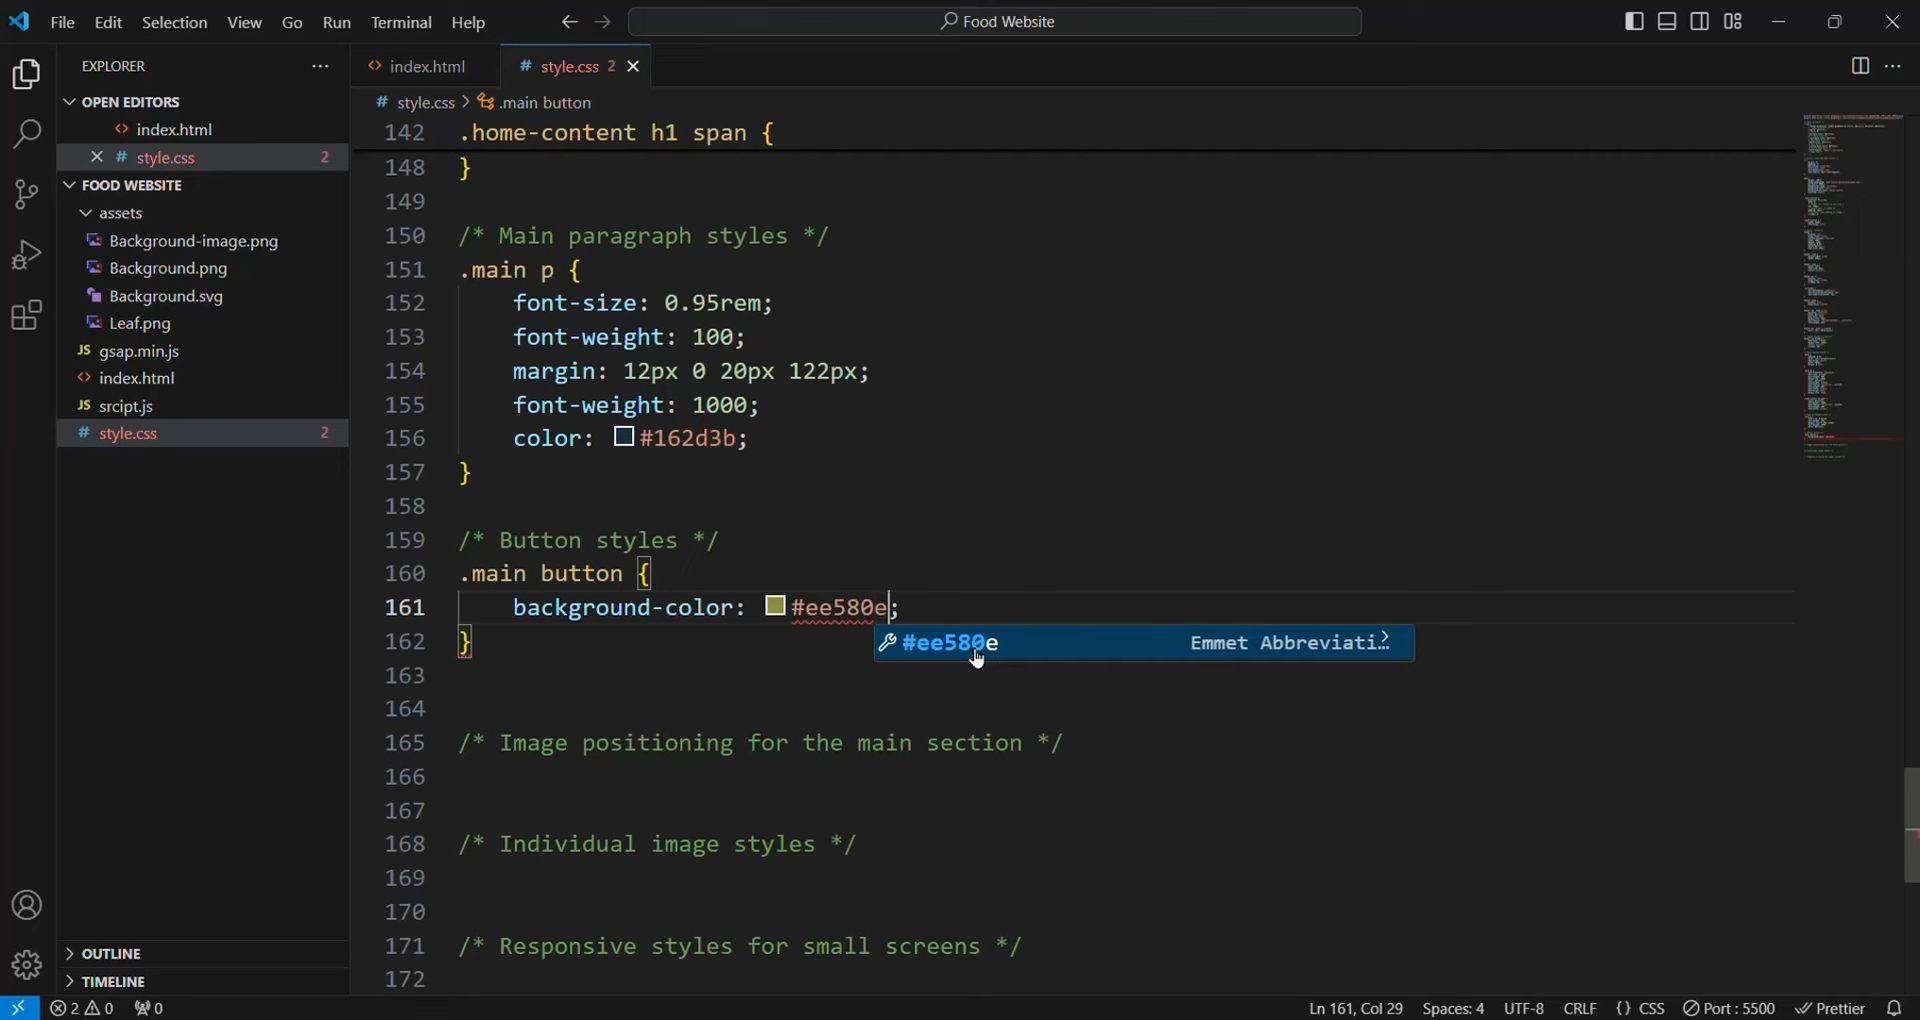 File Edit Selection View Go Run Terminal Help
Food Website
EXPLORER
OPEN EDITORS
index.html
# style.css 2
FOOD WEBSITE
assets
Background-image.png
Background.png
Background.svg
Leaf.png
JS gsap.min.js
<> index.html
JS srcipt.js
# style.css 2
OUTLINE
TIMELINE
<> index.html
# style.css 2
# style.css > .main button
142 .home-content h1 span {
148 }
149
150 /* Main paragraph styles */
151 .main p {
152 font-size: 0.95rem;
153 font-weight: 100;
154 margin: 12px 0 20px 122px;
155 font-weight: 1000;
156 color: #162d3b;
157 }
158
159 /* Button styles */
160 .main button {
161 background-color: #ee580e;
#ee580e Emmet Abbreviati…
162 }
163
164
165 /* Image positioning for the main section */
166
167
168 /* Individual image styles */
169
170
171 /* Responsive styles for small screens */
172
2 0 0
Ln 161, Col 29 Spaces: 4 UTF-8 CRLF {} CSS Port : 5500 Prettier